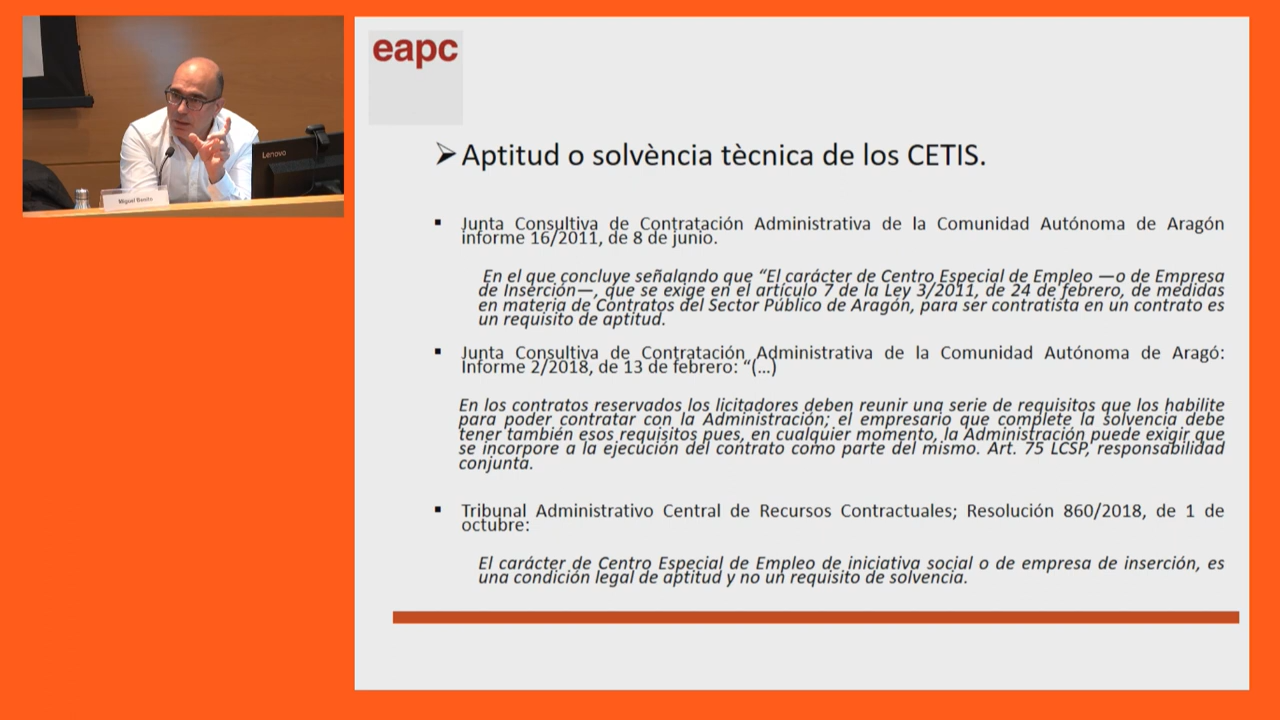 eapc
Aptitud o solvència tècnica de los CETIS.
Junta Consultiva de Contratación Administrativa de la Comunidad Autónoma de Aragón
informe 16/2011, de 8 de junio.
En el que concluye señalando que “El carácter de Centro Especial de Empleo —o de Empresa
de Inserción—, que se exige en el artículo 7 de la Ley 3/2011, de 24 de febrero, de medidas
en materia de Contratos del Sector Público de Aragón, para ser contratista en un contrato es
un requisito de aptitud.
Junta Consultiva de Contratación Administrativa de la Comunidad Autónoma de Aragó:
Informe 2/2018, de 13 de febrero: “(...)
En los contratos reservados los licitadores deben reunir una serie de requisitos que los habilite
para poder contratar con la Administración; el empresario que complete la solvencia debe
tener también esos requisitos pues, en cualquier momento, la Administración puede exigir que
se incorpore a la ejecución del contrato como parte del mismo. Art. 75 LCSP, responsabilidad
conjunta.
Tribunal Administrativo Central de Recursos Contractuales; Resolución 860/2018, de 1 de
octubre:
El carácter de Centro Especial de Empleo de iniciativa social o de empresa de inserción, es
una condición legal de aptitud y no un requisito de solvencia.
Lenovo
Miguel Benito